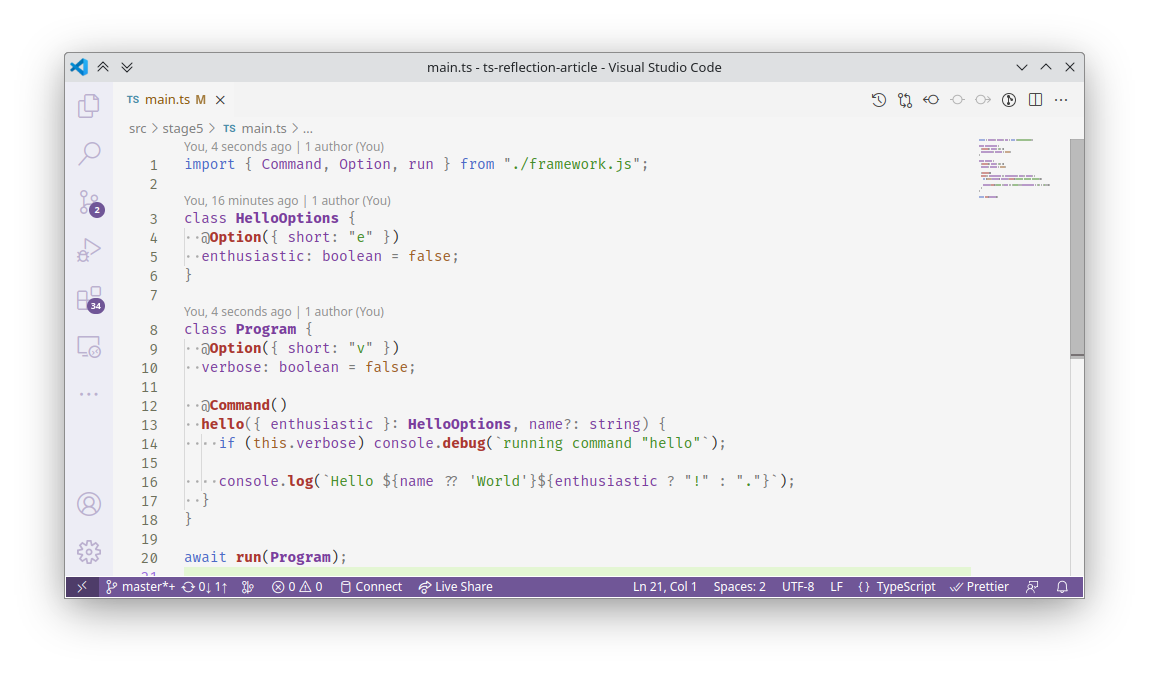 main.ts - ts-reflection-article - Visual Studio Code
TS main.ts M
src > stage5 > TS main.ts > ...
You, 4 seconds ago | 1 author (You)
1 import { Command, Option, run } from "./framework.js";
2
You, 16 minutes ago | 1 author (You)
3 class HelloOptions {
4 @Option({ short: "e" })
5 enthusiastic: boolean = false;
6 }
7
You, 4 seconds ago | 1 author (You)
8 class Program {
9 @Option({ short: "v" })
10 verbose: boolean = false;
11
12 @Command()
13 hello({ enthusiastic }: HelloOptions, name?: string) {
14 if (this.verbose) console.debug(`running command "hello"`);
15
16 console.log(`Hello ${name ?? 'World'}${enthusiastic ? "!" : "."}`);
17 }
18 }
19
20 await run(Program);
21
2
34
master*+ 0↓ 1↑ 0 0 Connect Live Share Ln 21, Col 1 Spaces: 2 UTF-8 LF {} TypeScript Prettier